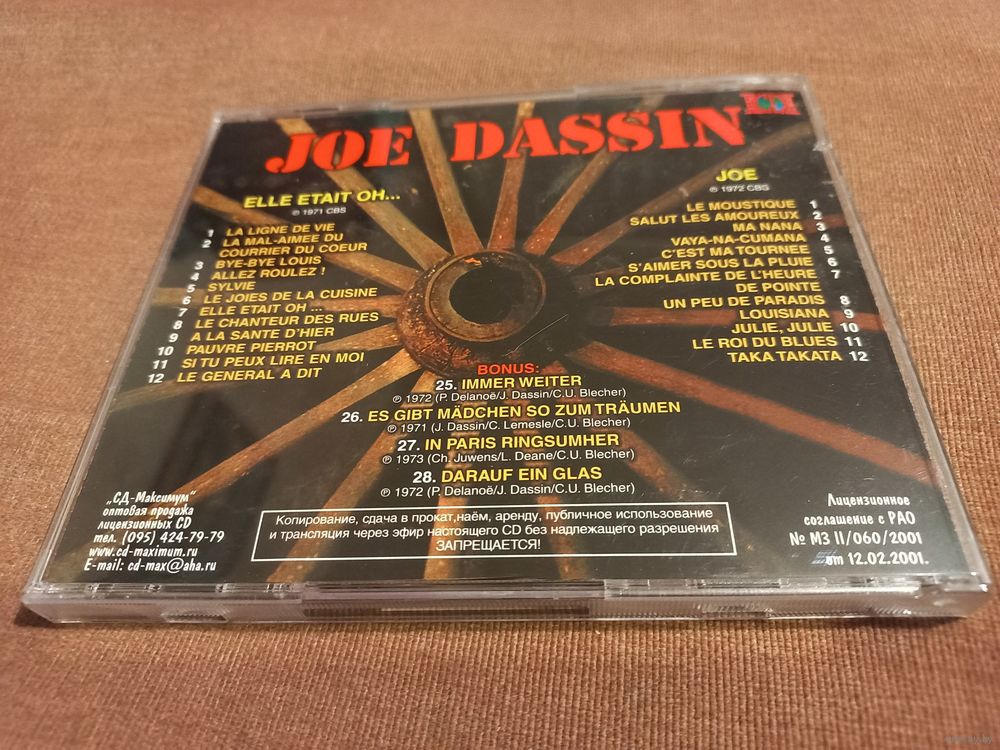 JOE DASSIN
ELLE ETAIT OH...
℗ 1971 CBS
1 LA LIGNE DE VIE
2 LA MAL-AIMEE DU
COURRIER DU COEUR
3 BYE-BYE LOUIS
4 ALLEZ ROULEZ !
5 SYLVIE
6 LE JOIES DE LA CUISINE
7 ELLE ETAIT OH ...
8 LE CHANTEUR DES RUES
9 A LA SANTE D'HIER
10 PAUVRE PIERROT
11 SI TU PEUX LIRE EN MOI
12 LE GENERAL A DIT
JOE
℗ 1972 CBS
LE MOUSTIQUE 1
SALUT LES AMOUREUX 2
MA NANA 3
VAYA-NA-CUMANA 4
C'EST MA TOURNEE 5
S'AIMER SOUS LA PLUIE 6
LA COMPLAINTE DE L'HEURE 7
DE POINTE
UN PEU DE PARADIS 8
LOUISIANA 9
JULIE, JULIE 10
LE ROI DU BLUES 11
TAKA TAKATA 12
BONUS:
25. IMMER WEITER
℗ 1972 (P. Delanoë/J. Dassin/C.U. Blecher)
26. ES GIBT MÄDCHEN SO ZUM TRÄUMEN
℗ 1971 (J. Dassin/C. Lemesle/C.U. Blecher)
27. IN PARIS RINGSUMHER
℗ 1973 (Ch. Juwens/L. Deane/C.U. Blecher)
28. DARAUF EIN GLAS
℗ 1972 (P. Delanoë/J. Dassin/C.U. Blecher)
„СД-Максимум"
оптовая продажа
лицензионных CD
тел. (095) 424-79-79
www.cd-maximum.ru
E-mail: cd-max@aha.ru
Копирование, сдача в прокат,наём, аренду, публичное использование
и трансляция через эфир настоящего CD без надлежащего разрешения
ЗАПРЕЩАЕТСЯ!
Лицензионное
соглашение с РАО
№ МЗ II/060/2001
от 12.02.2001.